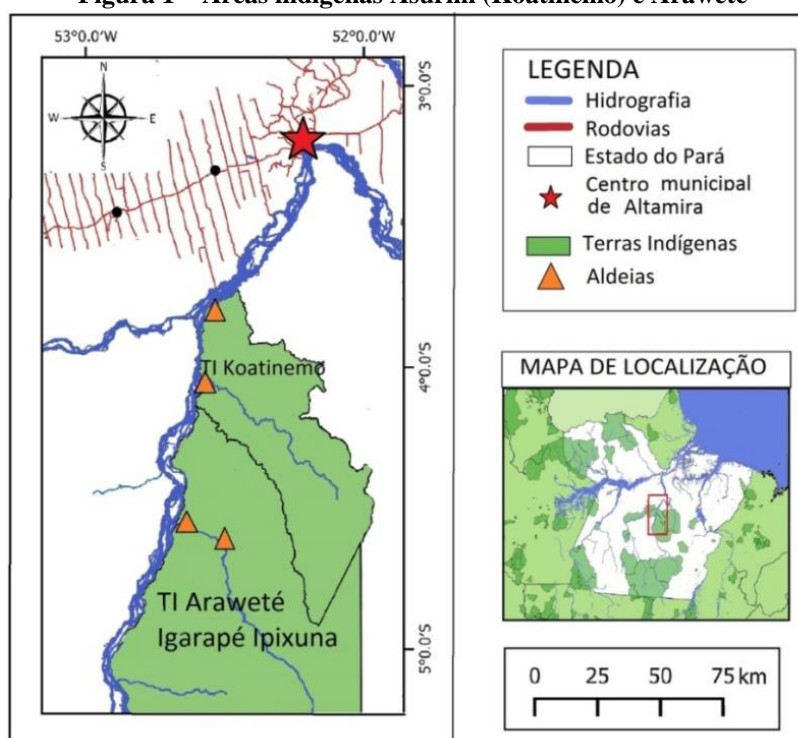 Figura 1 – Áreas indígenas Asurini (Koatinemo) e Araweté
53°0.0'S
52°0.0'S
N
W
E
S
3°0.0'S
TI Koatinemo
4°0.0'S
TI Araweté
Igarapé Ipixuna
5°0.0'S
LEGENDA
Hidrografia
Rodovias
Estado do Pará
Centro municipal
de Altamira
Terras Indígenas
Aldeias
MAPA DE LOCALIZAÇÃO
0 25 50 75 km